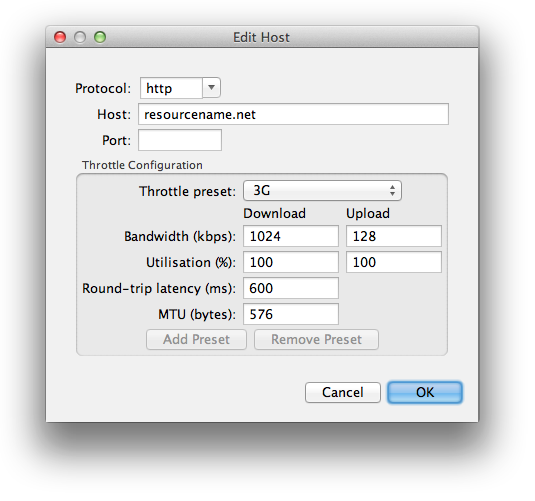 Edit Host
Protocol: http
Host: resourcename.net
Port:
Throttle Configuration
Throttle preset: 3G
Download Upload
Bandwidth (kbps): 1024 128
Utilisation (%): 100 100
Round-trip latency (ms): 600
MTU (bytes): 576
Add Preset Remove Preset
Cancel OK